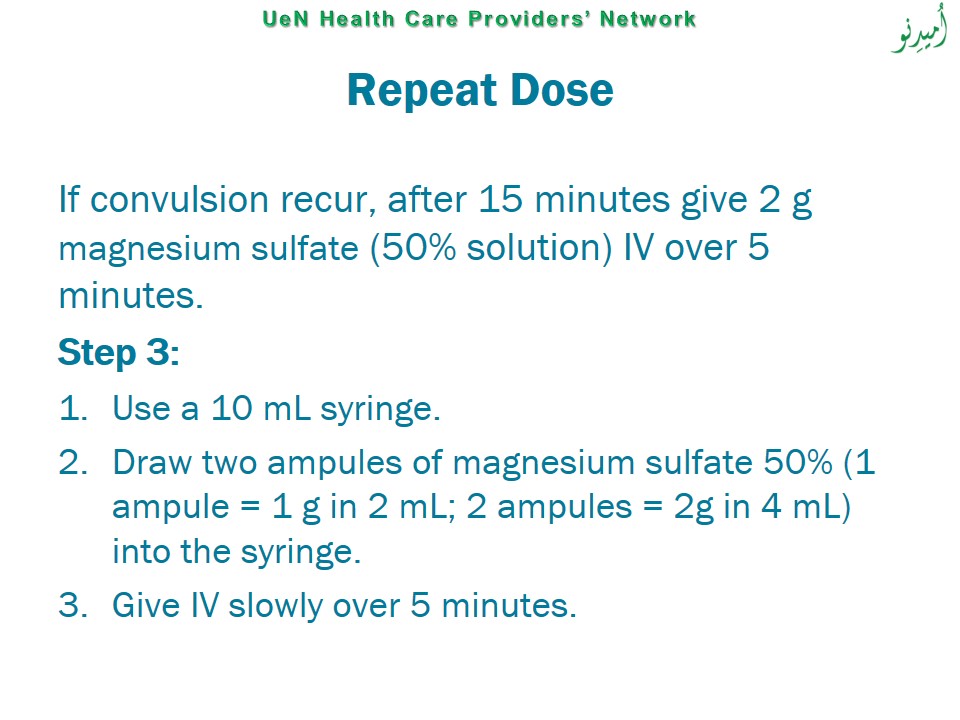 UeN Health Care Providers’ Network
أُميدِنو
Repeat Dose
If convulsion recur, after 15 minutes give 2 g
magnesium sulfate (50% solution) IV over 5
minutes.
Step 3:
1. Use a 10 mL syringe.
2. Draw two ampules of magnesium sulfate 50% (1
ampule = 1 g in 2 mL; 2 ampules = 2g in 4 mL)
into the syringe.
3. Give IV slowly over 5 minutes.